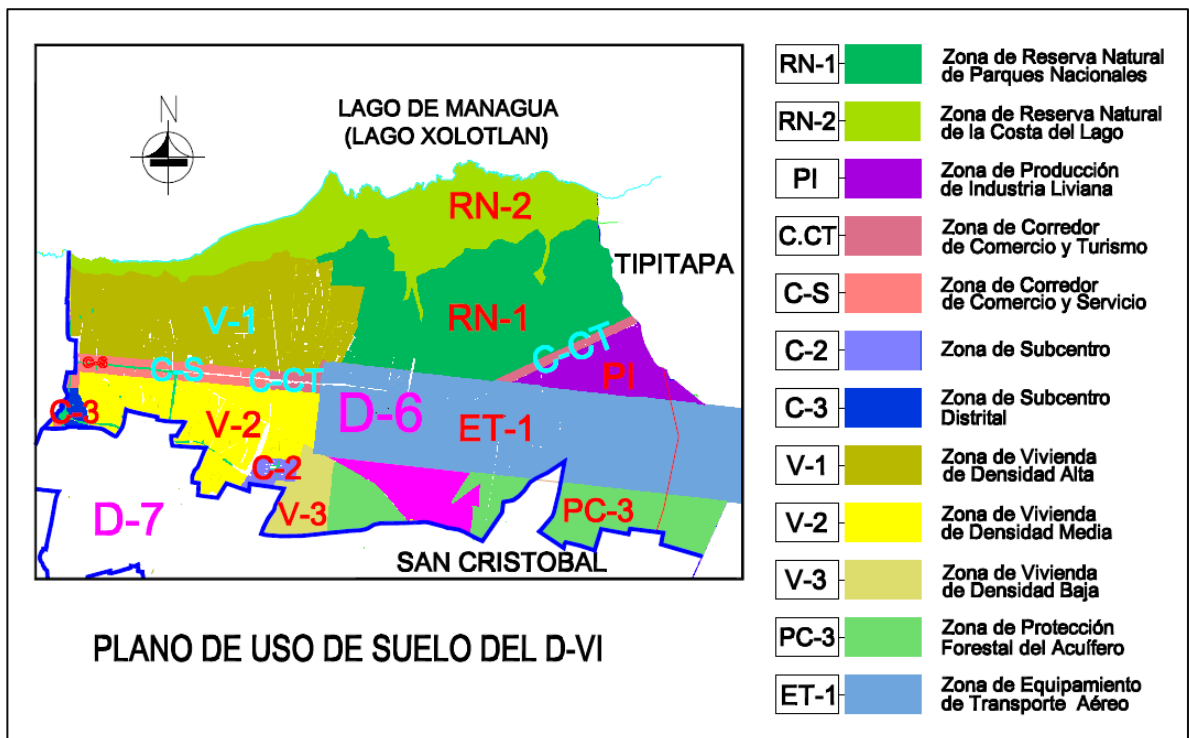 N
LAGO DE MANAGUA
(LAGO XOLOTLAN)
RN-2
TIPITAPA
V-1
RN-1
C-CT
C-S
C-S
C-CT
PI
C-3
V-2
D-6
ET-1
C-2
D-7
V-3
PC-3
SAN CRISTOBAL
PLANO DE USO DE SUELO DEL D-VI
RN-1
Zona de Reserva Natural
de Parques Nacionales
RN-2
Zona de Reserva Natural
de la Costa del Lago
PI
Zona de Producción
de Industria Liviana
C.CT
Zona de Corredor
de Comercio y Turismo
C-S
Zona de Corredor
de Comercio y Servicio
C-2
Zona de Subcentro
C-3
Zona de Subcentro
Distrital
V-1
Zona de Vivienda
de Densidad Alta
V-2
Zona de Vivienda
de Densidad Media
V-3
Zona de Vivienda
de Densidad Baja
PC-3
Zona de Protección
Forestal del Acuífero
ET-1
Zona de Equipamiento
de Transporte Aéreo